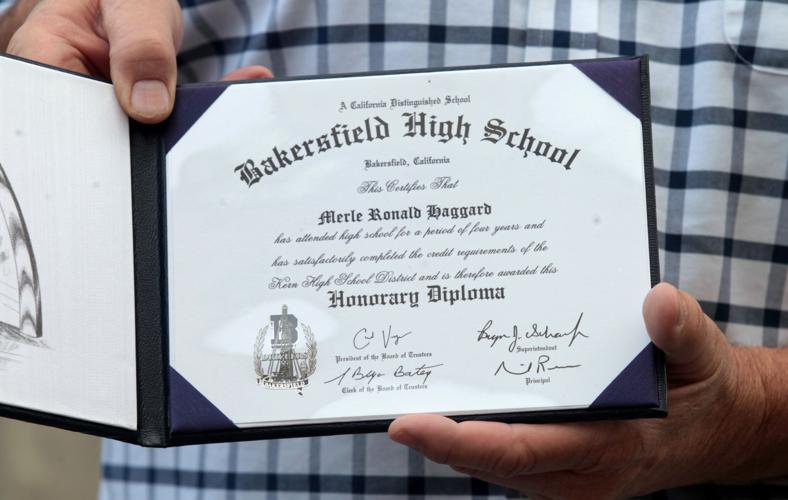 A California Distinguished School
Bakersfield High School
Bakersfield, California
This Certifies That
Merle Ronald Haggard
has attended high school for a period of four years and
has satisfactorily completed the credit requirements of the
Kern High School District and is therefore awarded this
Honorary Diploma
B
President of the Board of Trustees
Superintendent
Clerk of the Board of Trustees
Principal